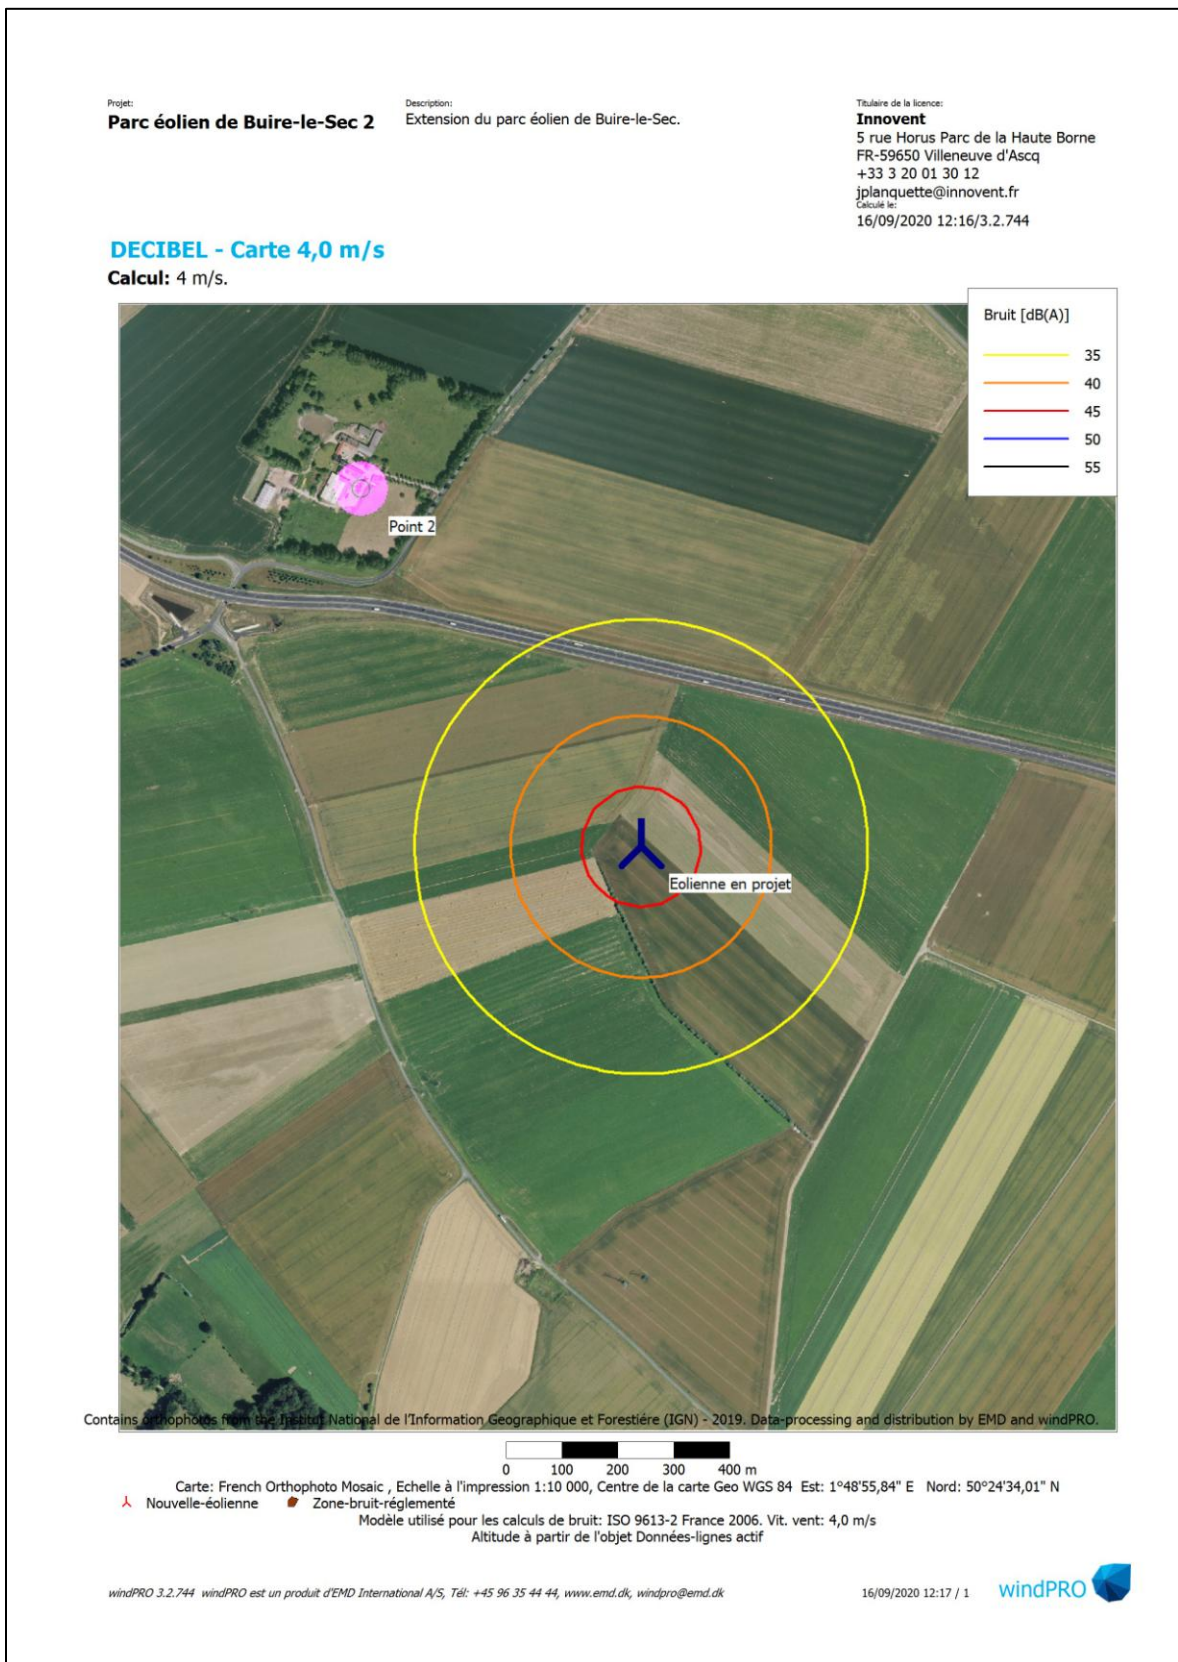 Projet:
Parc éolien de Buire-le-Sec 2
Description:
Extension du parc éolien de Buire-le-Sec.
Titulaire de la licence:
Innovent
5 rue Horus Parc de la Haute Borne
FR-59650 Villeneuve d'Ascq
+33 3 20 01 30 12
jplanquette@innovent.fr
Calculé le:
16/09/2020 12:16/3.2.744
DECIBEL - Carte 4,0 m/s
Calcul: 4 m/s.
Bruit [dB(A)]
35
40
45
50
55
Point 2
Eolienne en projet
Contains orthophotos from the Institut National de l'Information Geographique et Forestiére (IGN) - 2019. Data-processing and distribution by EMD and windPRO.
0 100 200 300 400 m
Carte: French Orthophoto Mosaic , Echelle à l'impression 1:10 000, Centre de la carte Geo WGS 84 Est: 1°48'55,84" E Nord: 50°24'34,01" N
Nouvelle-éolienne Zone-bruit-réglementé
Modèle utilisé pour les calculs de bruit: ISO 9613-2 France 2006. Vit. vent: 4,0 m/s
Altitude à partir de l'objet Données-lignes actif
windPRO 3.2.744 windPRO est un produit d'EMD International A/S, Tél: +45 96 35 44 44, www.emd.dk, windpro@emd.dk
16/09/2020 12:17 / 1
windPRO